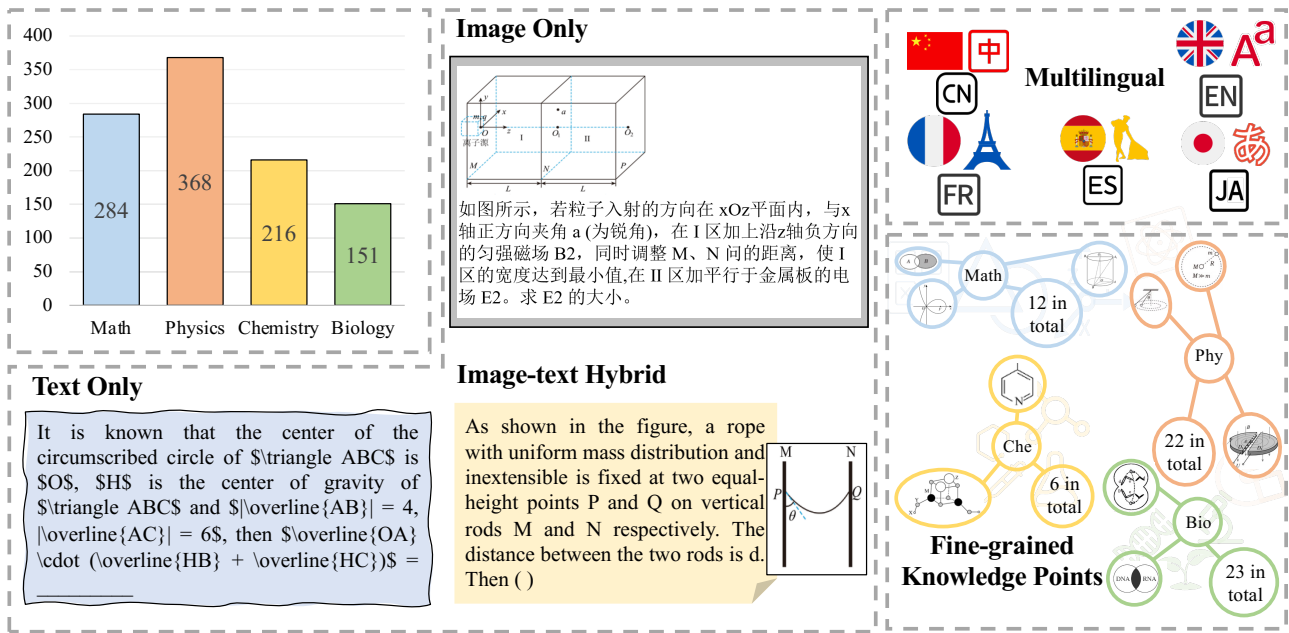 400
350
300
250
200
150
100
50
0
284
368
216
151
Math
Physics
Chemistry
Biology
Text Only
It is known that the center of the
circumscribed circle of $\triangle ABC$ is
$O$, $H$ is the center of gravity of
$\triangle ABC$ and $|\overline{AB}| = 4,
|\overline{AC}| = 6$, then $\overline{OA}
\cdot (\overline{HB} + \overline{HC})$ =
Image Only
y
x
m,q
O
z
离子源
I
a
O₁
II
O₂
M
N
P
L
L
如图所示，若粒子入射的方向在 xOz平面内，与x
轴正方向夹角 a (为锐角)，在 I 区加上沿z轴负方向
的匀强磁场 B2，同时调整 M、N 问的距离，使 I
区的宽度达到最小值,在 II 区加平行于金属板的电
场 E2。求 E2 的大小。
Image-text Hybrid
As shown in the figure, a rope
with uniform mass distribution and
inextensible is fixed at two equal-
height points P and Q on vertical
rods M and N respectively. The
distance between the two rods is d.
Then ( )
M
N
P
Q
θ
Multilingual
中
CN
A a
EN
FR
ES
あ
JA
A
B
Math
12 in
total
M
R
m
M≫m
Phy
22 in
total
N
Che
6 in
total
M
Z
Y
X
Bio
DNA
RNA
23 in
total
Fine-grained
Knowledge Points